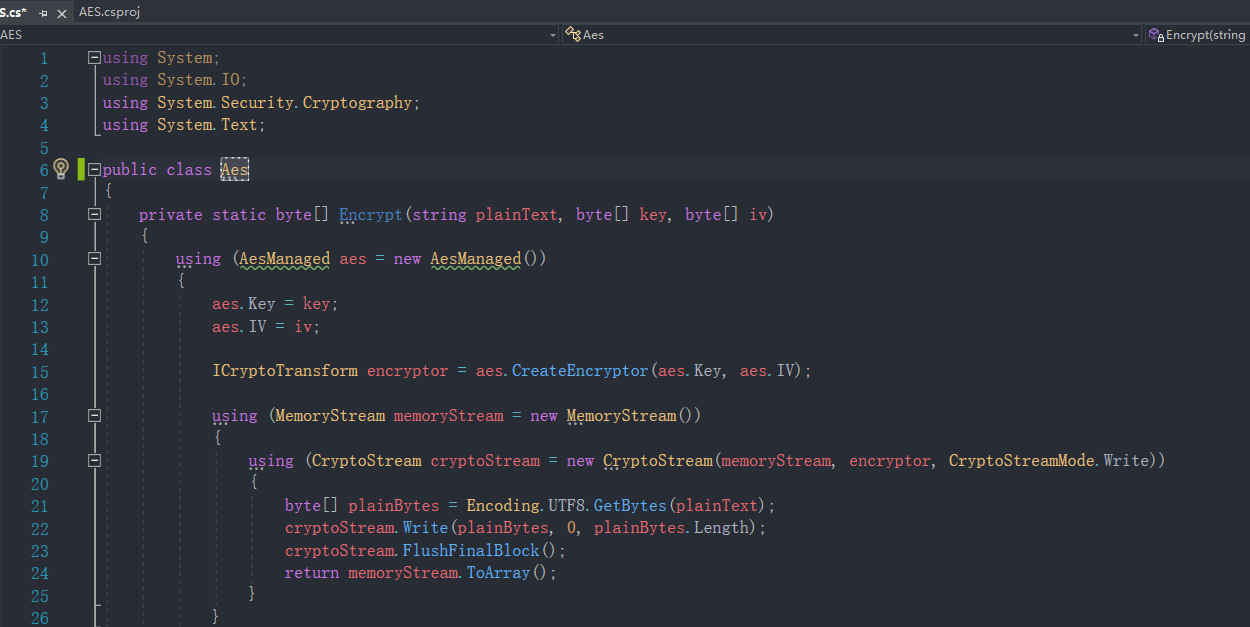 S.cs* AES.csproj
AES Aes Encrypt(string
1 using System;
2 using System.IO;
3 using System.Security.Cryptography;
4 using System.Text;
5
6 public class Aes
7 {
8 private static byte[] Encrypt(string plainText, byte[] key, byte[] iv)
9 {
10 using (AesManaged aes = new AesManaged())
11 {
12 aes.Key = key;
13 aes.IV = iv;
14
15 ICryptoTransform encryptor = aes.CreateEncryptor(aes.Key, aes.IV);
16
17 using (MemoryStream memoryStream = new MemoryStream())
18 {
19 using (CryptoStream cryptoStream = new CryptoStream(memoryStream, encryptor, CryptoStreamMode.Write))
20 {
21 byte[] plainBytes = Encoding.UTF8.GetBytes(plainText);
22 cryptoStream.Write(plainBytes, 0, plainBytes.Length);
23 cryptoStream.FlushFinalBlock();
24 return memoryStream.ToArray();
25 }
26 }